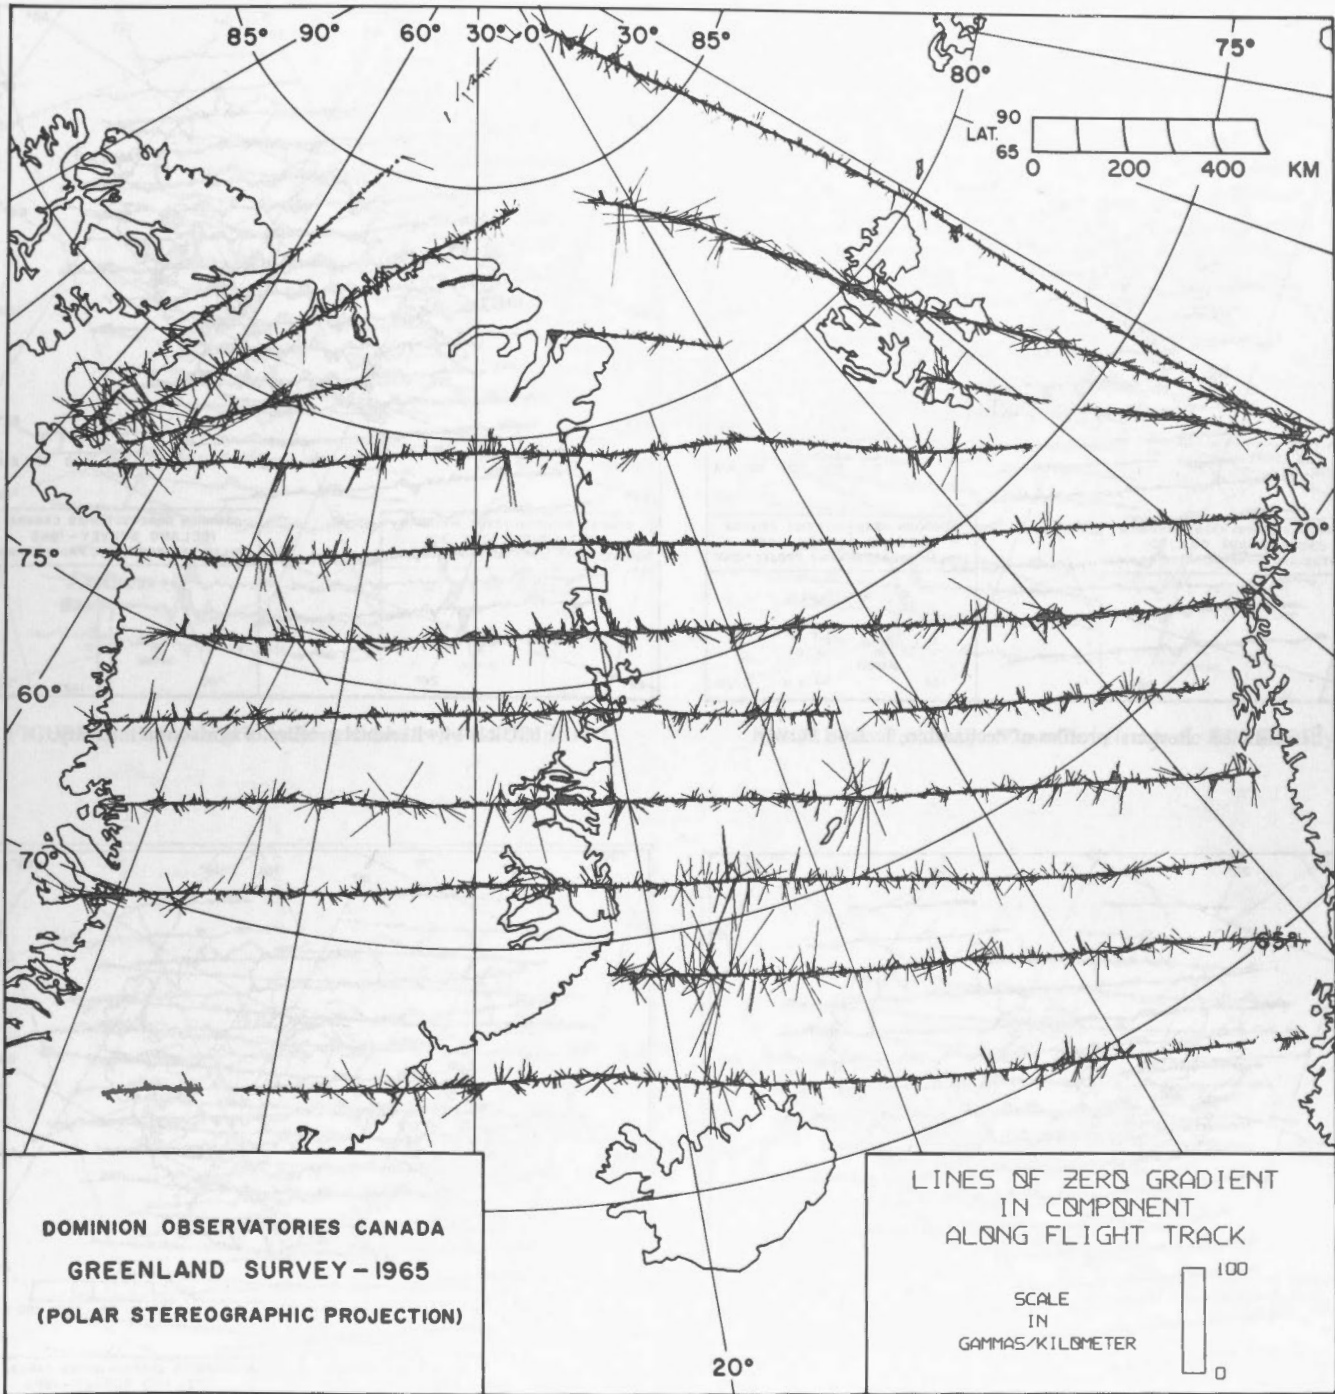 85° 90° 60° 30° 0° 30° 85° 75°
80°
90
LAT.
65
0 200 400 KM
75°
70°
60°
70°
65°
DOMINION OBSERVATORIES CANADA
GREENLAND SURVEY - 1965
(POLAR STEREOGRAPHIC PROJECTION)
20°
LINES OF ZERO GRADIENT
IN COMPONENT
ALONG FLIGHT TRACK
100
SCALE
IN
GAMMAS/KILOMETER
0